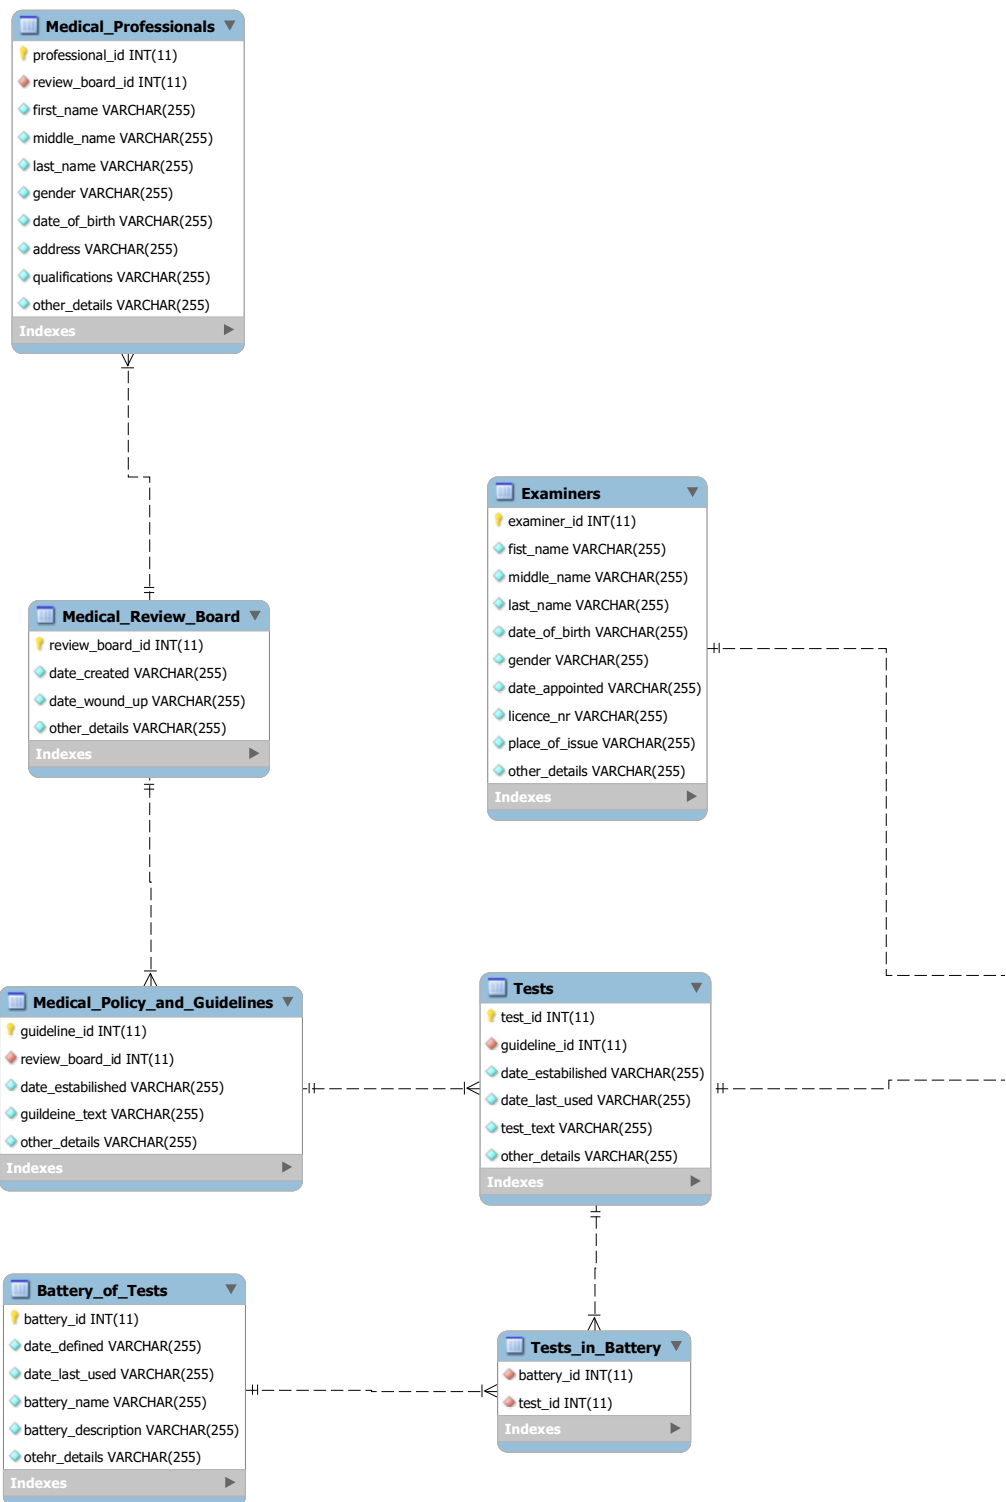 Medical_Professionals
professional_id INT(11)
review_board_id INT(11)
first_name VARCHAR(255)
middle_name VARCHAR(255)
last_name VARCHAR(255)
gender VARCHAR(255)
date_of_birth VARCHAR(255)
address VARCHAR(255)
qualifications VARCHAR(255)
other_details VARCHAR(255)
Indexes
Examiners
examiner_id INT(11)
fist_name VARCHAR(255)
middle_name VARCHAR(255)
last_name VARCHAR(255)
date_of_birth VARCHAR(255)
gender VARCHAR(255)
date_appointed VARCHAR(255)
licence_nr VARCHAR(255)
place_of_issue VARCHAR(255)
other_details VARCHAR(255)
Indexes
Medical_Review_Board
review_board_id INT(11)
date_created VARCHAR(255)
date_wound_up VARCHAR(255)
other_details VARCHAR(255)
Indexes
Medical_Policy_and_Guidelines
guideline_id INT(11)
review_board_id INT(11)
date_estabilished VARCHAR(255)
guildeine_text VARCHAR(255)
other_details VARCHAR(255)
Indexes
Tests
test_id INT(11)
guideline_id INT(11)
date_estabilished VARCHAR(255)
date_last_used VARCHAR(255)
test_text VARCHAR(255)
other_details VARCHAR(255)
Indexes
Battery_of_Tests
battery_id INT(11)
date_defined VARCHAR(255)
date_last_used VARCHAR(255)
battery_name VARCHAR(255)
battery_description VARCHAR(255)
otehr_details VARCHAR(255)
Indexes
Tests_in_Battery
battery_id INT(11)
test_id INT(11)
Indexes